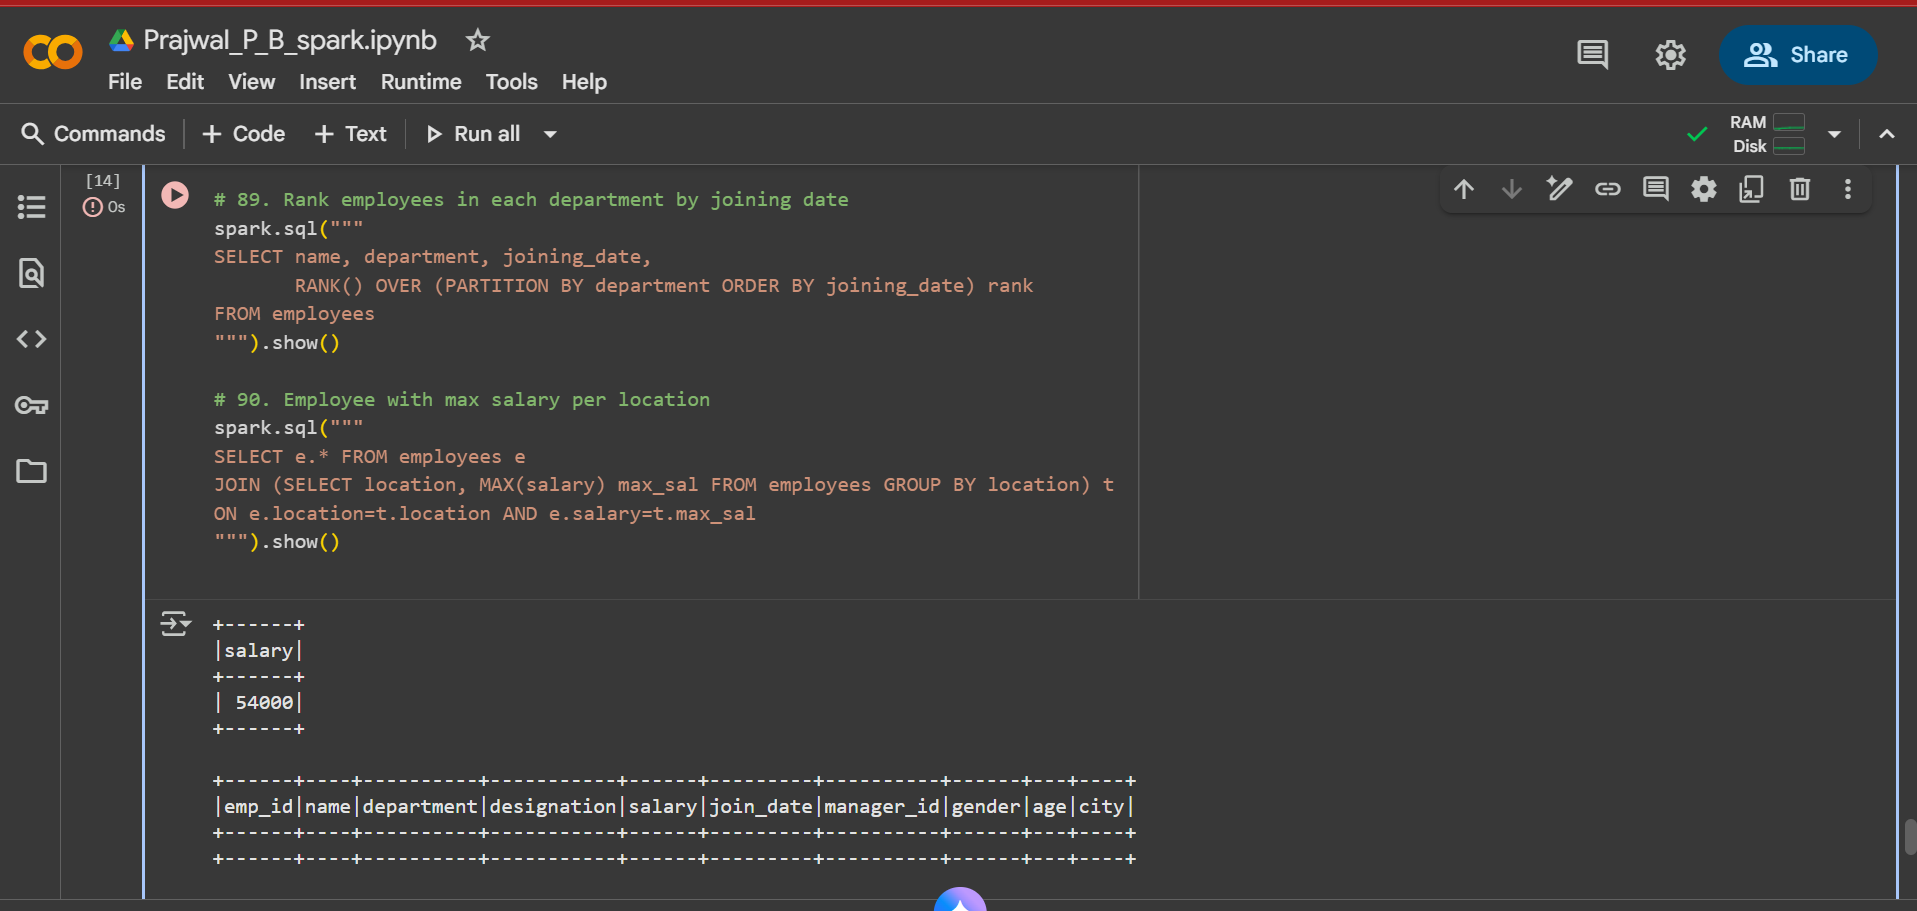 Prajwal_P_B_spark.ipynb
File Edit View Insert Runtime Tools Help
Share
Commands + Code + Text Run all
RAM
Disk
[14]
0s
# 89. Rank employees in each department by joining date
spark.sql("""
SELECT name, department, joining_date,
       RANK() OVER (PARTITION BY department ORDER BY joining_date) rank
FROM employees
""").show()
# 90. Employee with max salary per location
spark.sql("""
SELECT e.* FROM employees e
JOIN (SELECT location, MAX(salary) max_sal FROM employees GROUP BY location) t
ON e.location=t.location AND e.salary=t.max_sal
""").show()
+------+
|salary|
+------+
| 54000|
+------+
+------+----+----------+-----------+------+---------+----------+------+---+----+
|emp_id|name|department|designation|salary|join_date|manager_id|gender|age|city|
+------+----+----------+-----------+------+---------+----------+------+---+----+
+------+----+----------+-----------+------+---------+----------+------+---+----+